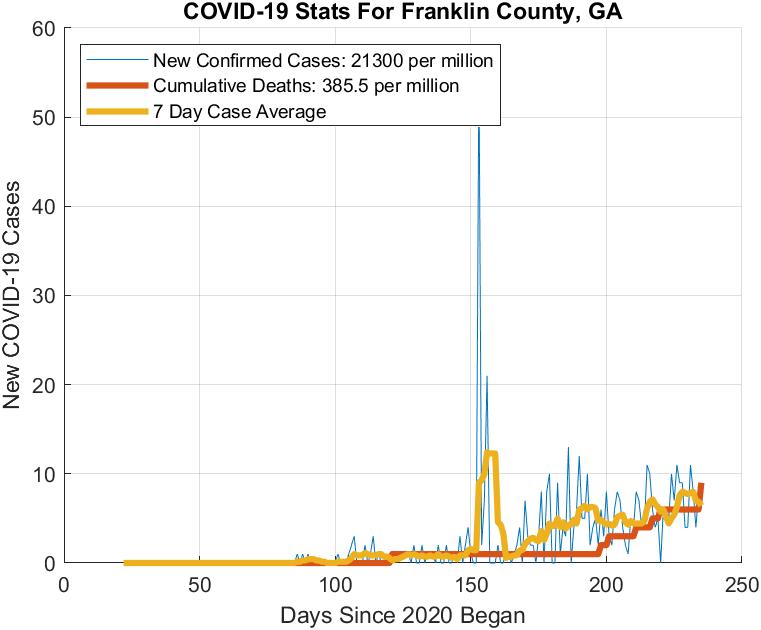 COVID-19 Stats For Franklin County, GA
New Confirmed Cases: 21300 per million
Cumulative Deaths: 385.5 per million
7 Day Case Average
60
50
40
30
20
10
0
New COVID-19 Cases
0 50 100 150 200 250
Days Since 2020 Began